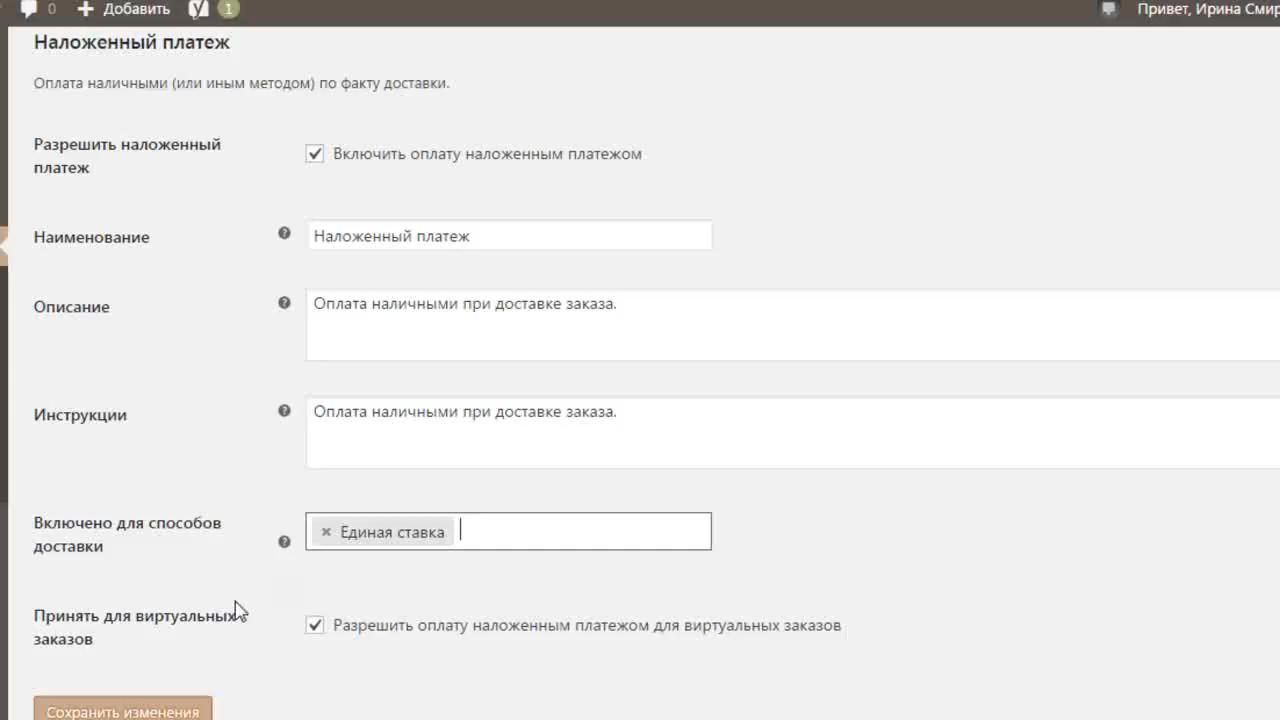 0 Добавить 1 Привет, Ирина Смир
Наложенный платеж
Оплата наличными (или иным методом) по факту доставки.
Разрешить наложенный
платеж
Включить оплату наложенным платежом
Наименование
Наложенный платеж
Описание
Оплата наличными при доставке заказа.
Инструкции
Оплата наличными при доставке заказа.
Включено для способов
доставки
× Единая ставка
Принять для виртуальных
заказов
Разрешить оплату наложенным платежом для виртуальных заказов
Сохранить изменения